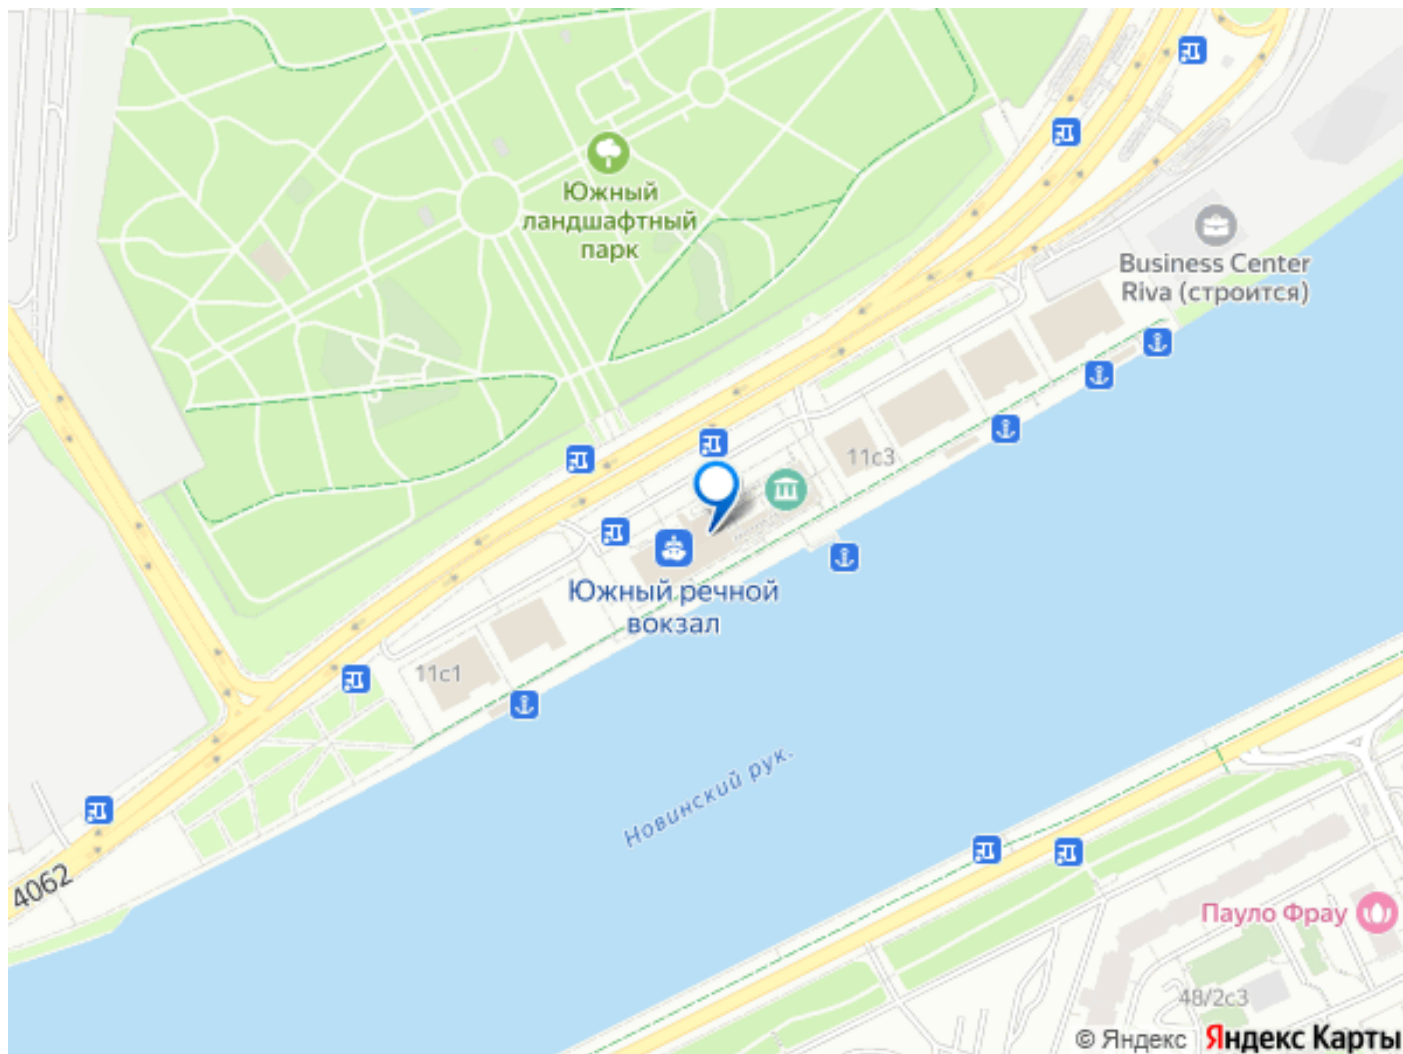 Южный
ландшафтный
парк
Business Center
Riva (строится)
11с3
Южный речной
вокзал
11с1
Новинский рук.
4062
Пауло Фрау
48/2с3
© Яндекс Яндекс Карты